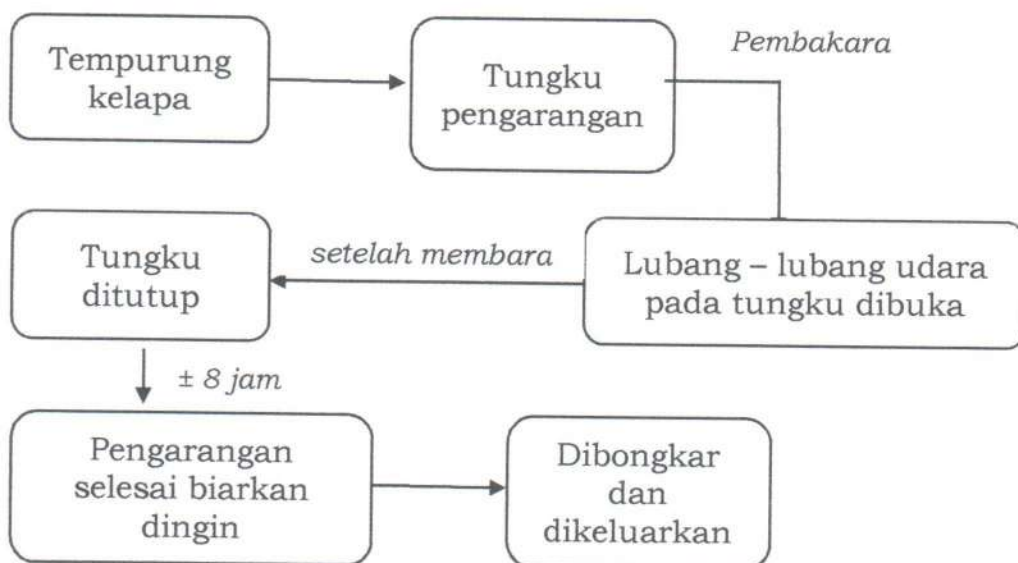 Tempurung
kelapa
Tungku
pengarangan
Pembakara
Lubang – lubang udara
pada tungku dibuka
setelah membara
Tungku
ditutup
± 8 jam
Pengarangan
selesai biarkan
dingin
Dibongkar
dan
dikeluarkan